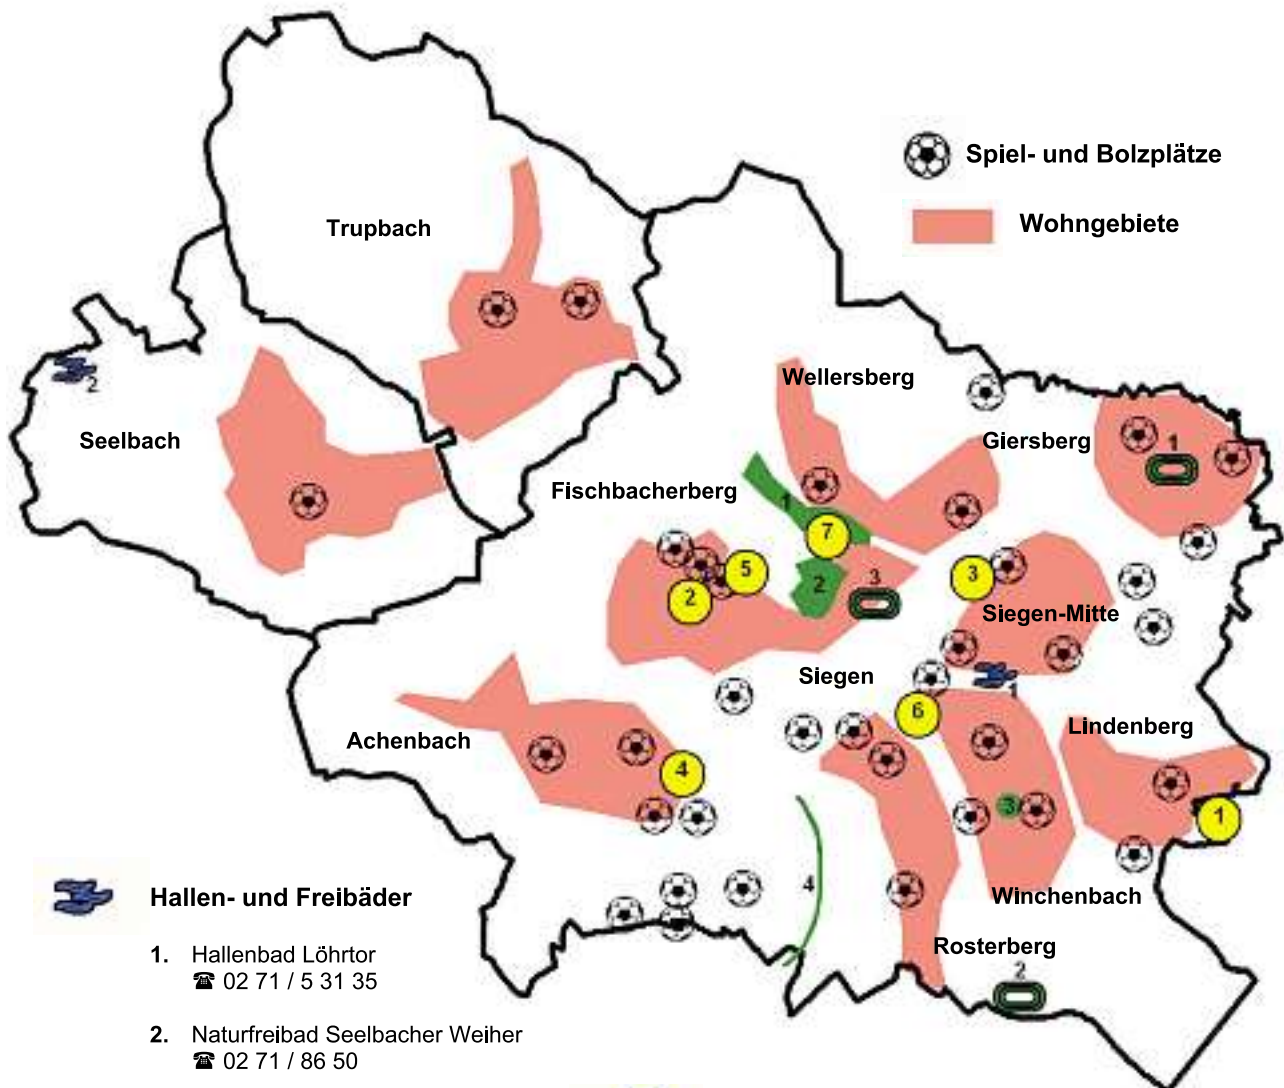 Spiel- und Bolzplätze
Wohngebiete
Trupbach
Wellersberg
2
Seelbach
Giersberg
1
Fischbacherberg
1
7
5
3
2
2
3
Siegen-Mitte
Siegen
1
6
Achenbach
Lindenberg
4
3
1
4
Winchenbach
Rosterberg
2
Hallen- und Freibäder
1. Hallenbad Löhrtor
☎ 02 71 / 5 31 35
2. Naturfreibad Seelbacher Weiher
☎ 02 71 / 86 50